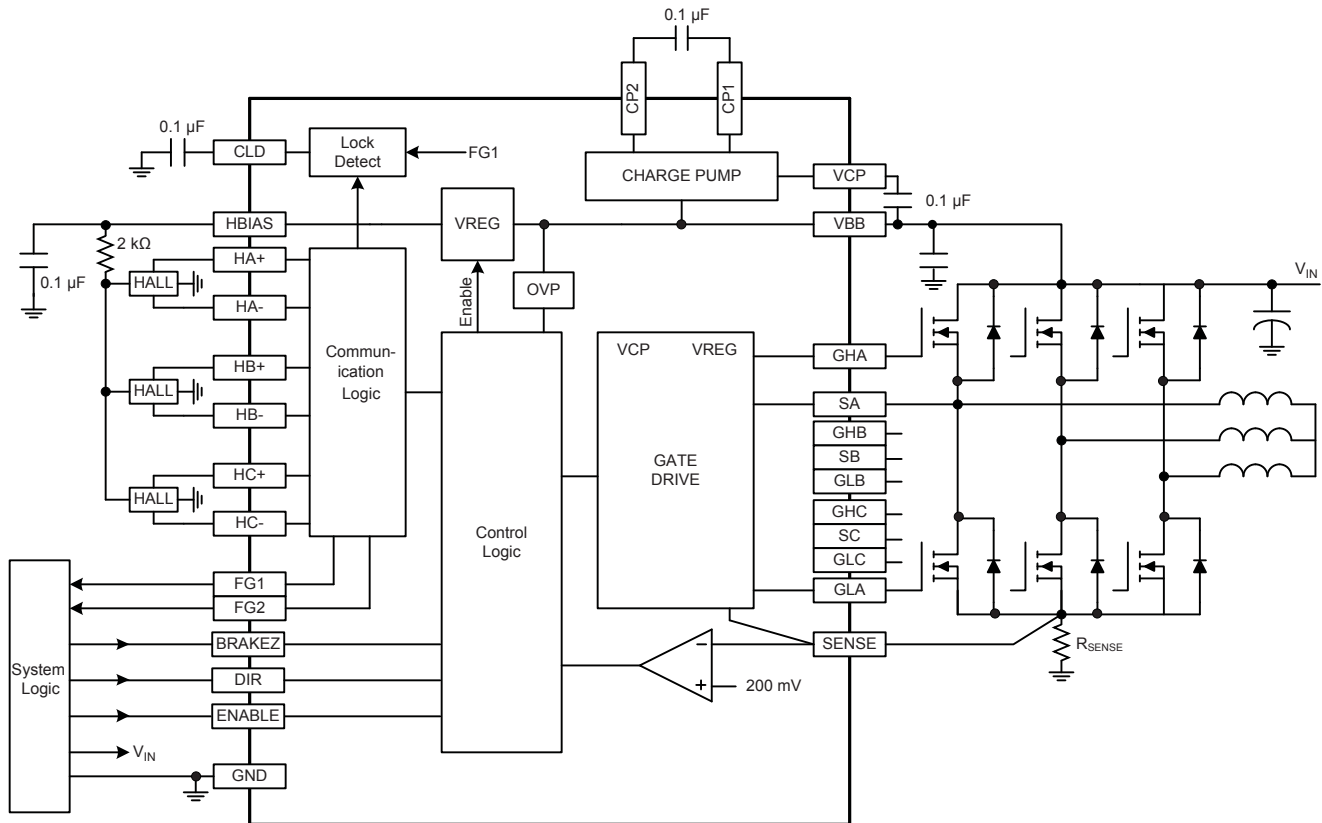 0.1 µF
CP2
CP1
0.1 µF
CLD
Lock
Detect
FG1
CHARGE PUMP
VCP
0.1 µF
HBIAS
VREG
VBB
2 kΩ
0.1 µF
HA+
HALL
HA-
Enable
OVP
VIN
HB+
HALL
HB-
Commun-
ication
Logic
VCP
VREG
GHA
SA
GHB
SB
GLB
GATE
DRIVE
HC+
HALL
HC-
Control
Logic
GHC
SC
GLC
GLA
FG1
FG2
BRAKEZ
SENSE
RSENSE
System
Logic
DIR
200 mV
ENABLE
VIN
GND